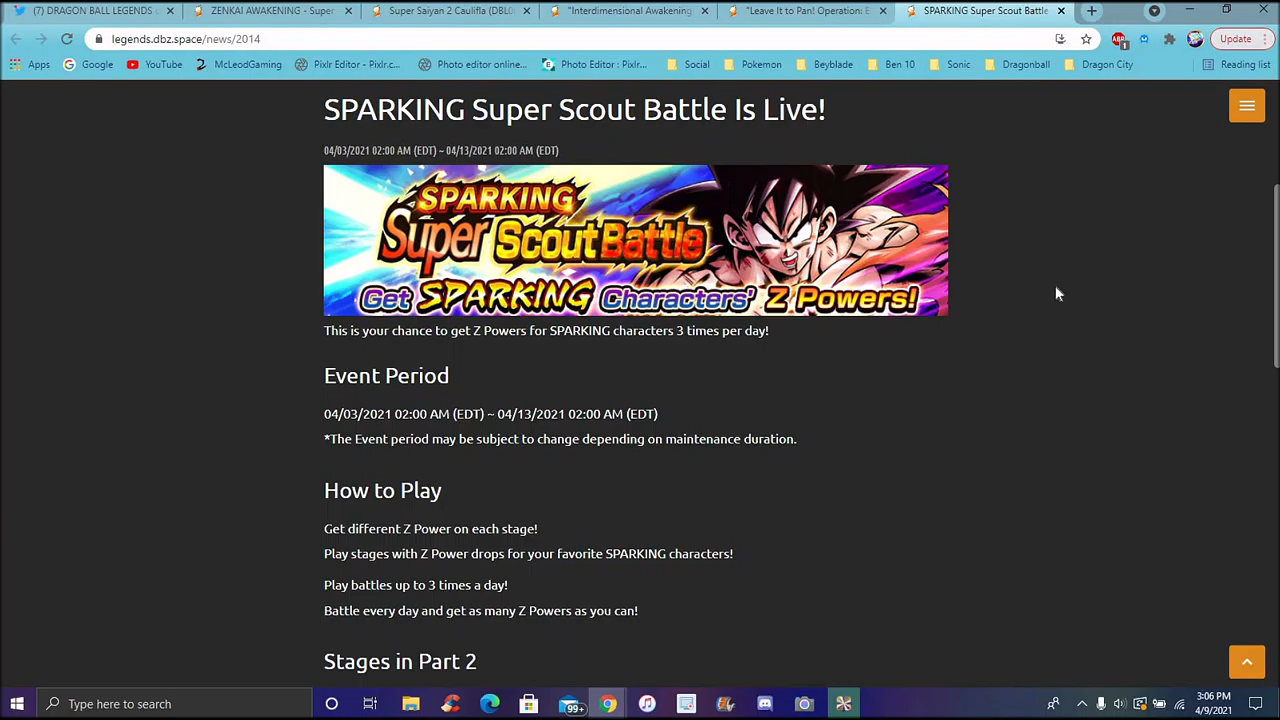 (7) DRAGON BALL LEGENDS
ZENKAI AWAKENING - Super
Super Saiyan 2 Caulifla (DBL0
"Interdimensional Awakening
"Leave It to Pan! Operation: E
SPARKING Super Scout Battle
legends.dbz.space/news/2014
1
Update
Apps
Google
YouTube
McLeodGaming
Pixlr Editor - Pixlr.c...
Photo editor online...
Photo Editor : Pixlr...
Social
Pokemon
Beyblade
Ben 10
Sonic
Dragonball
Dragon City
Reading list
SPARKING Super Scout Battle Is Live!
04/03/2021 02:00 AM (EDT) ~ 04/13/2021 02:00 AM (EDT)
SPARKING
Super Scout Battle
Get SPARKING Characters' Z Powers!
This is your chance to get Z Powers for SPARKING characters 3 times per day!
Event Period
04/03/2021 02:00 AM (EDT) ~ 04/13/2021 02:00 AM (EDT)
*The Event period may be subject to change depending on maintenance duration.
How to Play
Get different Z Power on each stage!
Play stages with Z Power drops for your favorite SPARKING characters!
Play battles up to 3 times a day!
Battle every day and get as many Z Powers as you can!
Stages in Part 2
Type here to search
99+
3:06 PM
4/9/2021